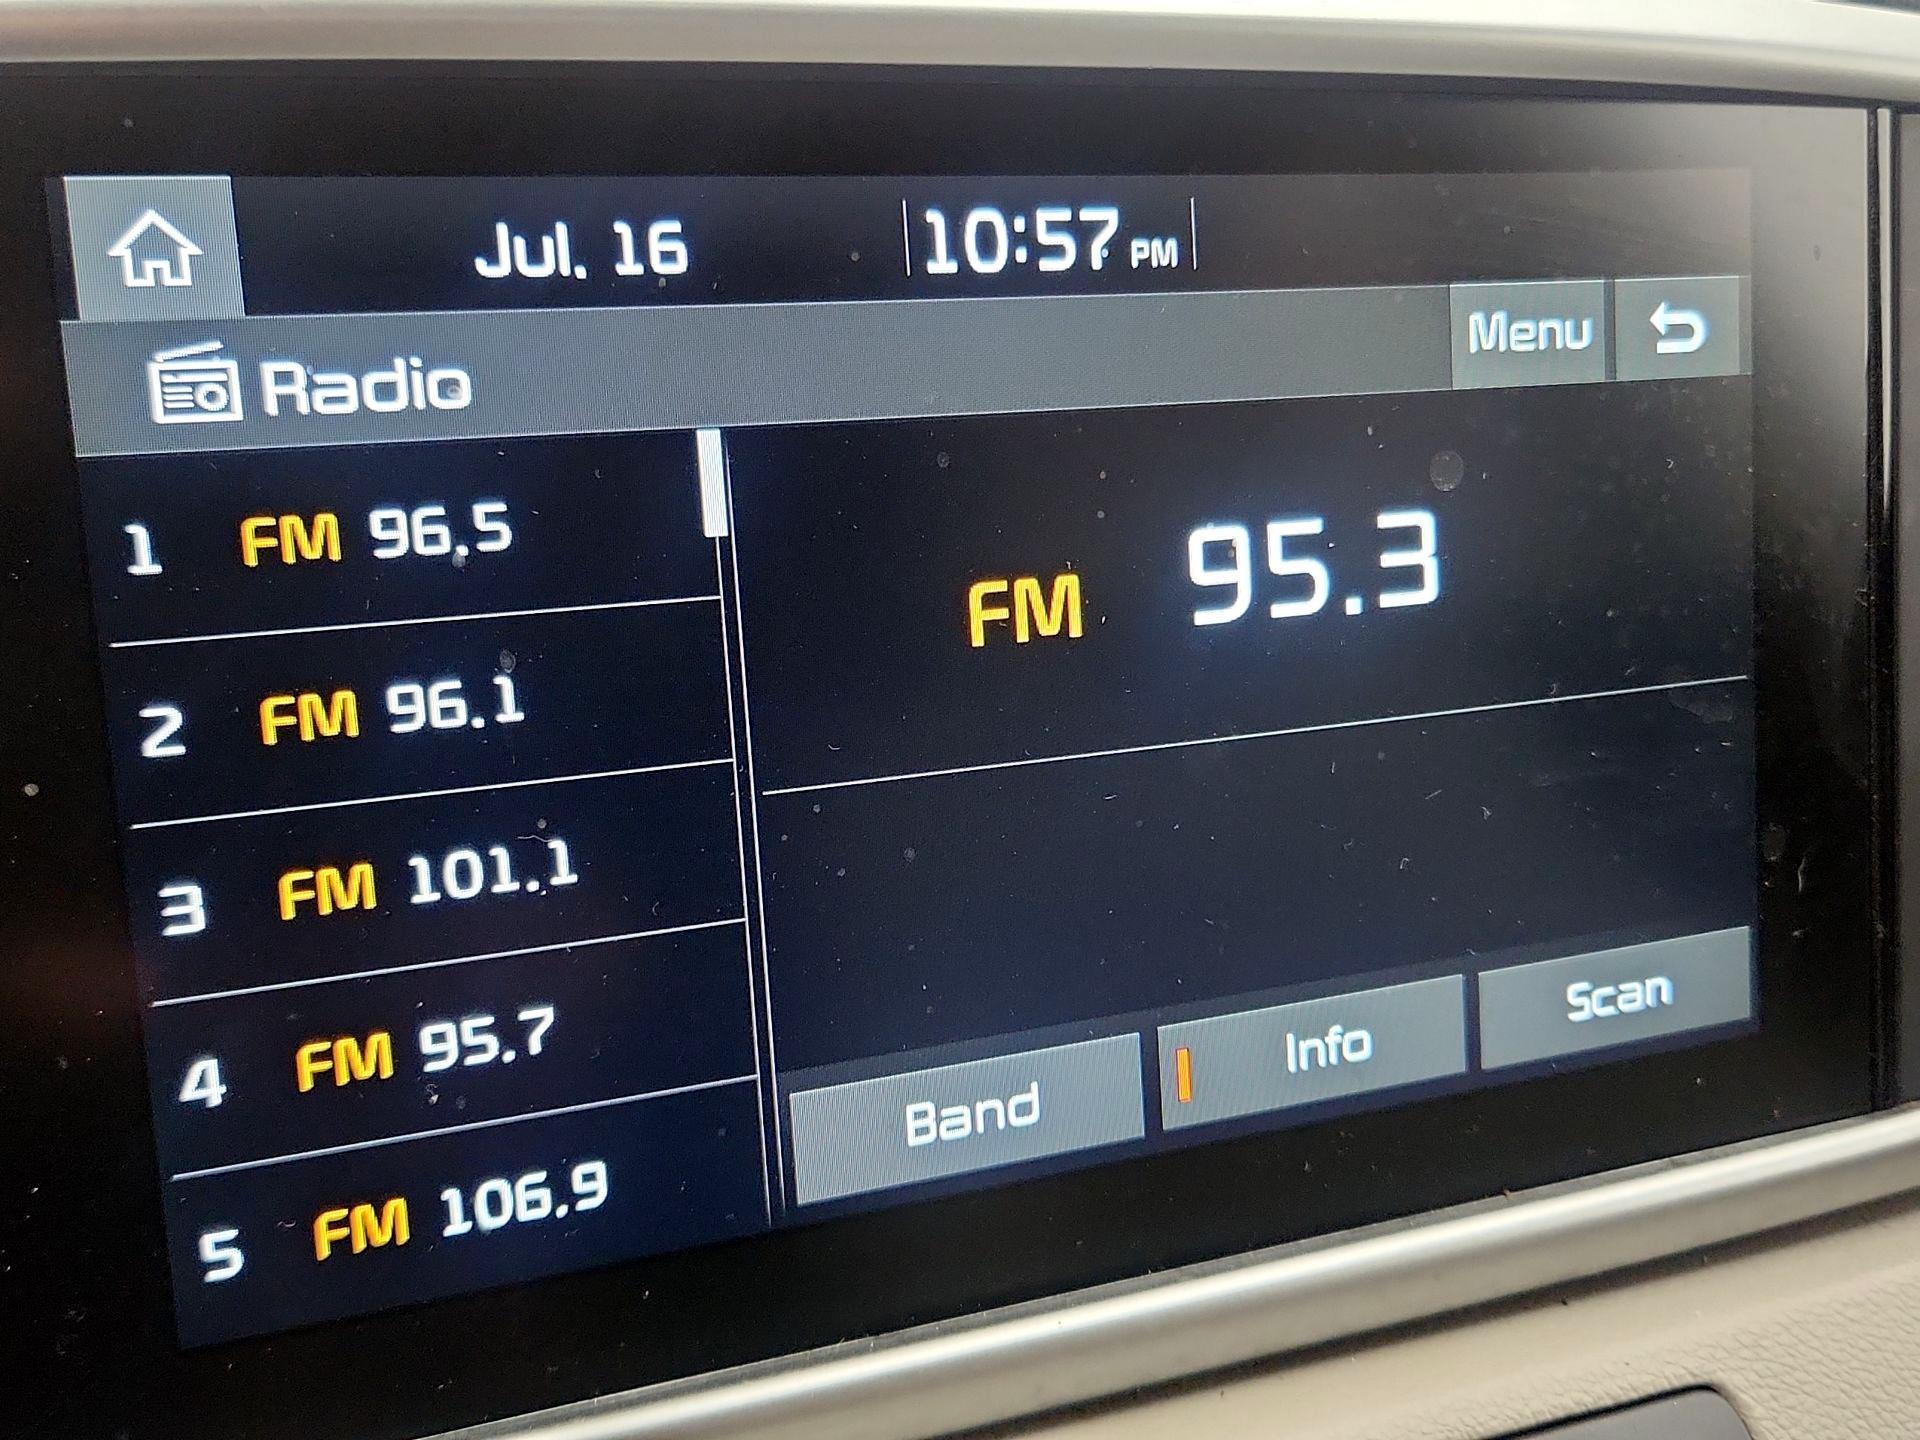 Jul. 16 10:57 PM
Radio Menu
1 FM 96.5
FM 95.3
2 FM 96.1
3 FM 101.1
4 FM 95.7
5 FM 106.9
Band Info Scan